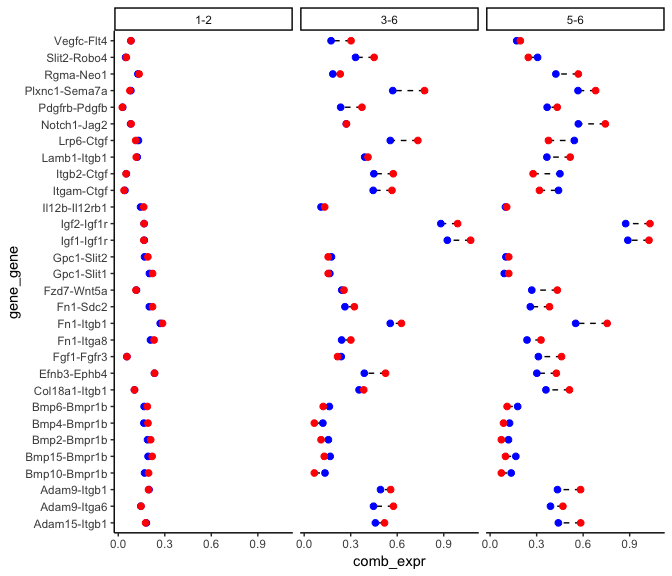 1-2 3-6 5-6
gene_gene
Vegfc-Flt4
Slit2-Robo4
Rgma-Neo1
Plxnc1-Sema7a
Pdgfrb-Pdgfb
Notch1-Jag2
Lrp6-Ctgf
Lamb1-Itgb1
Itgb2-Ctgf
Itgam-Ctgf
Il12b-Il12rb1
Igf2-Igf1r
Igf1-Igf1r
Gpc1-Slit2
Gpc1-Slit1
Fzd7-Wnt5a
Fn1-Sdc2
Fn1-Itgb1
Fn1-Itga8
Fgf1-Fgfr3
Efnb3-Ephb4
Col18a1-Itgb1
Bmp6-Bmpr1b
Bmp4-Bmpr1b
Bmp2-Bmpr1b
Bmp15-Bmpr1b
Bmp10-Bmpr1b
Adam9-Itgb1
Adam9-Itga6
Adam15-Itgb1
0.0 0.3 0.6 0.9 0.0 0.3 0.6 0.9 0.0 0.3 0.6 0.9
comb_expr